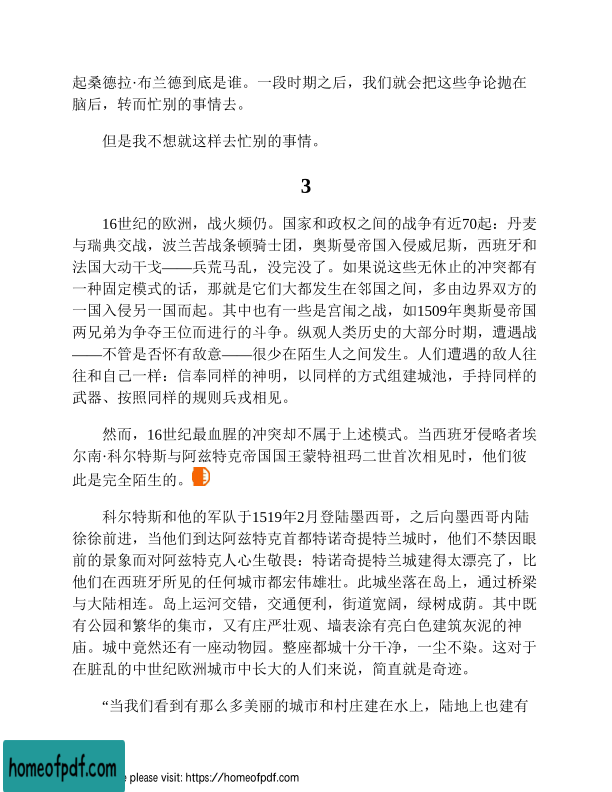 起桑德拉·布兰德到底是谁。一段时期之后，我们就会把这些争论抛在
脑后，转而忙别的事情去。
但是我不想就这样去忙别的事情。
3
16世纪的欧洲，战火频仍。国家和政权之间的战争有近70起：丹麦
与瑞典交战，波兰苦战条顿骑士团，奥斯曼帝国入侵威尼斯，西班牙和
法国大动干戈——兵荒马乱，没完没了。如果说这些无休止的冲突都有
一种固定模式的话，那就是它们大都发生在邻国之间，多由边界双方的
一国入侵另一国而起。其中也有一些是宫闱之战，如1509年奥斯曼帝国
两兄弟为争夺王位而进行的斗争。纵观人类历史的大部分时期，遭遇战
——不管是否怀有敌意——很少在陌生人之间发生。人们遭遇的敌人往
往和自己一样：信奉同样的神明，以同样的方式组建城池，手持同样的
武器、按照同样的规则兵戎相见。
然而，16世纪最血腥的冲突却不属于上述模式。当西班牙侵略者埃
尔南·科尔特斯与阿兹特克帝国国王蒙特祖玛二世首次相见时，他们彼
此是完全陌生的。
科尔特斯和他的军队于1519年2月登陆墨西哥，之后向墨西哥内陆
徐徐前进，当他们到达阿兹特克首都特诺奇提特兰城时，他们不禁因眼
前的景象而对阿兹特克人心生敬畏：特诺奇提特兰城建得太漂亮了，比
他们在西班牙所见的任何城市都宏伟雄壮。此城坐落在岛上，通过桥梁
与大陆相连。岛上运河交错，交通便利，街道宽阔，绿树成荫。其中既
有公园和繁华的集市，又有庄严壮观、墙表涂有亮白色建筑灰泥的神
庙。城中竟然还有一座动物园。整座都城十分干净，一尘不染。这对于
在脏乱的中世纪欧洲城市中长大的人们来说，简直就是奇迹。
“当我们看到有那么多美丽的城市和村庄建在水上，陆地上也建有
homeofpdf.com
please visit: https://homeofpdf.com